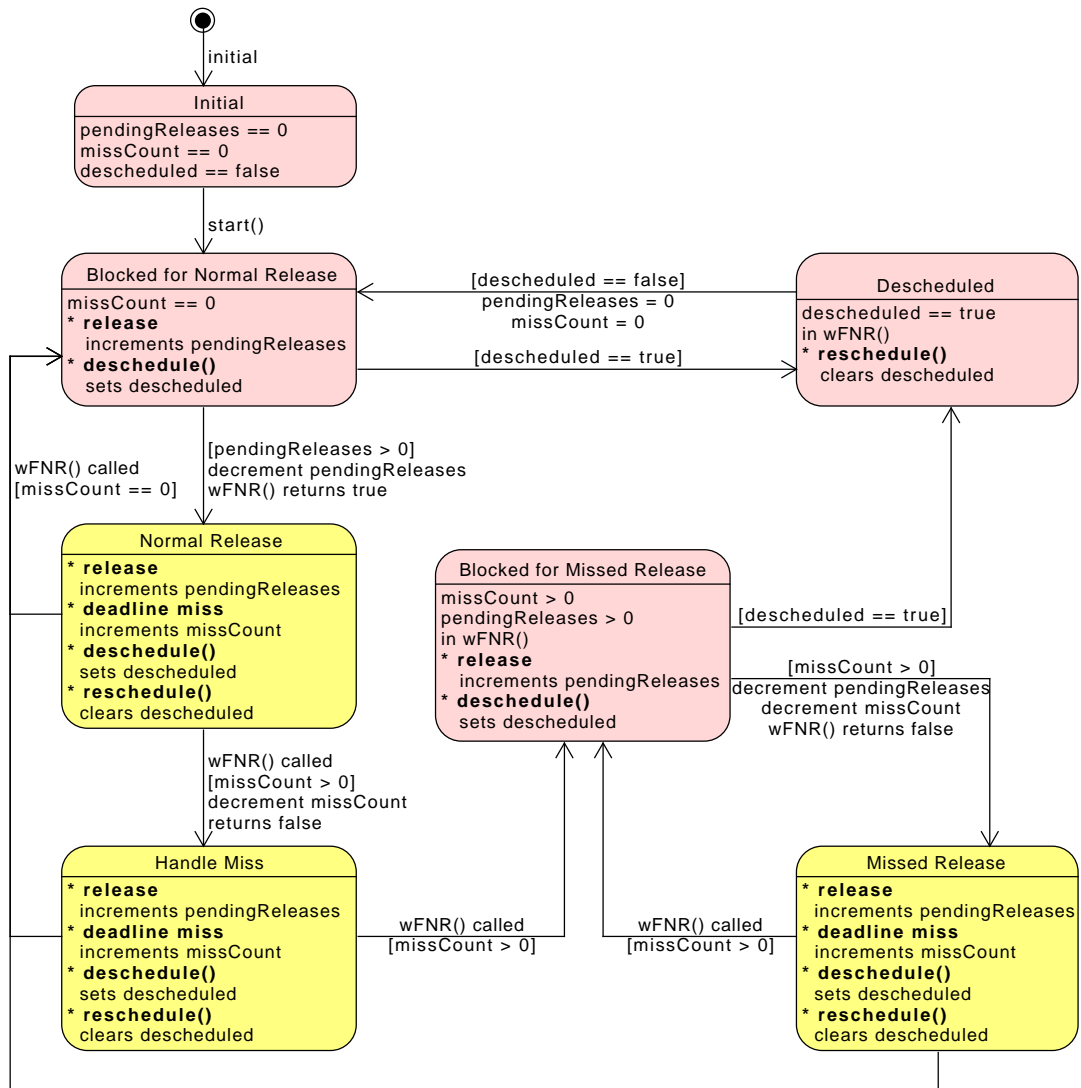 initial
Initial
pendingReleases == 0
missCount == 0
descheduled == false
start()
Blocked for Normal Release
missCount == 0
* release
increments pendingReleases
* deschedule()
sets descheduled
[descheduled == false]
pendingReleases = 0
missCount = 0
[descheduled == true]
Descheduled
descheduled == true
in wFNR()
* reschedule()
clears descheduled
wFNR() called
[missCount == 0]
[pendingReleases > 0]
decrement pendingReleases
wFNR() returns true
Normal Release
* release
increments pendingReleases
* deadline miss
increments missCount
* deschedule()
sets descheduled
* reschedule()
clears descheduled
Blocked for Missed Release
missCount > 0
pendingReleases > 0
in wFNR()
* release
increments pendingReleases
* deschedule()
sets descheduled
[descheduled == true]
[missCount > 0]
decrement pendingReleases
decrement missCount
wFNR() returns false
wFNR() called
[missCount > 0]
decrement missCount
returns false
Handle Miss
* release
increments pendingReleases
* deadline miss
increments missCount
* deschedule()
sets descheduled
* reschedule()
clears descheduled
wFNR() called
[missCount > 0]
wFNR() called
[missCount > 0]
Missed Release
* release
increments pendingReleases
* deadline miss
increments missCount
* deschedule()
sets descheduled
* reschedule()
clears descheduled